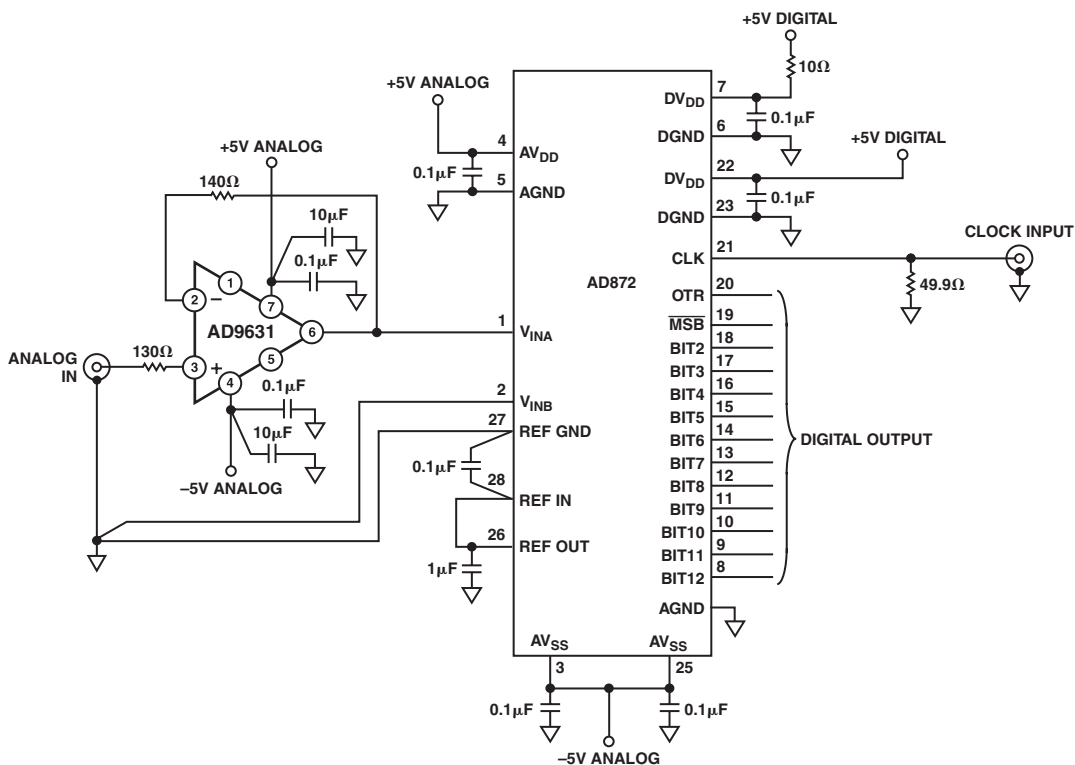 +5V DIGITAL
10Ω
+5V ANALOG
7
DVDD
0.1μF
6
DGND
+5V DIGITAL
4
AVDD
0.1μF
5
AGND
22
DVDD
0.1μF
23
DGND
+5V ANALOG
140Ω
10μF
0.1μF
21
CLK
CLOCK INPUT
49.9Ω
AD872
20
OTR
1
2
–
7
AD9631
6
1
VINA
5
ANALOG
IN
130Ω
3
+
4
0.1μF
10μF
–5V ANALOG
2
VINB
27
REF GND
0.1μF
28
REF IN
26
REF OUT
1μF
19
MSB
18
BIT2
17
BIT3
16
BIT4
15
BIT5
14
BIT6
13
BIT7
12
BIT8
11
BIT9
10
BIT10
9
BIT11
8
BIT12
DIGITAL OUTPUT
AGND
AVSS
3
AVSS
25
0.1μF
0.1μF
–5V ANALOG